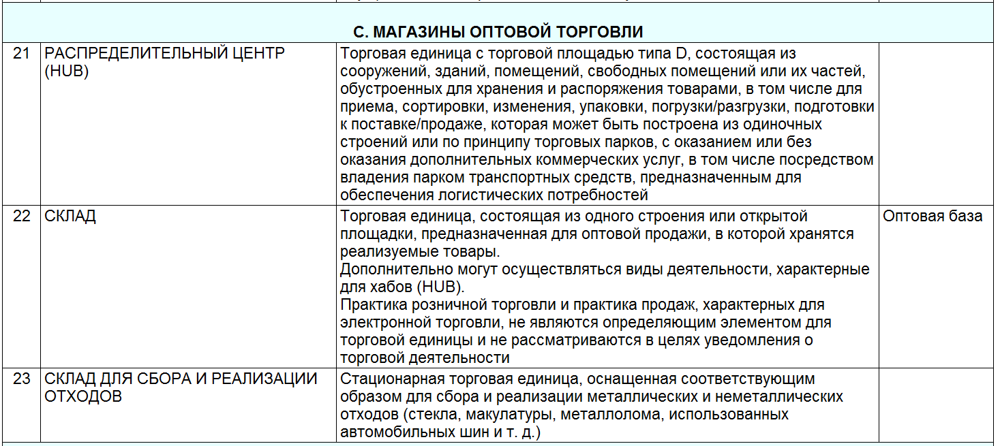 С. МАГАЗИНЫ ОПТОВОЙ ТОРГОВЛИ
21
РАСПРЕДЕЛИТЕЛЬНЫЙ ЦЕНТР
(HUB)
Торговая единица с торговой площадью типа D, состоящая из
сооружений, зданий, помещений, свободных помещений или их частей,
обустроенных для хранения и распоряжения товарами, в том числе для
приема, сортировки, изменения, упаковки, погрузки/разгрузки, подготовки
к поставке/продаже, которая может быть построена из одиночных
строений или по принципу торговых парков, с оказанием или без
оказания дополнительных коммерческих услуг, в том числе посредством
владения парком транспортных средств, предназначенным для
обеспечения логистических потребностей
22
СКЛАД
Торговая единица, состоящая из одного строения или открытой
площадки, предназначенная для оптовой продажи, в которой хранятся
реализуемые товары.
Дополнительно могут осуществляться виды деятельности, характерные
для хабов (HUB).
Практика розничной торговли и практика продаж, характерных для
электронной торговли, не являются определяющим элементом для
торговой единицы и не рассматриваются в целях уведомления о
торговой деятельности
Оптовая база
23
СКЛАД ДЛЯ СБОРА И РЕАЛИЗАЦИИ
ОТХОДОВ
Стационарная торговая единица, оснащенная соответствующим
образом для сбора и реализации металлических и неметаллических
отходов (стекла, макулатуры, металлолома, использованных
автомобильных шин и т. д.)